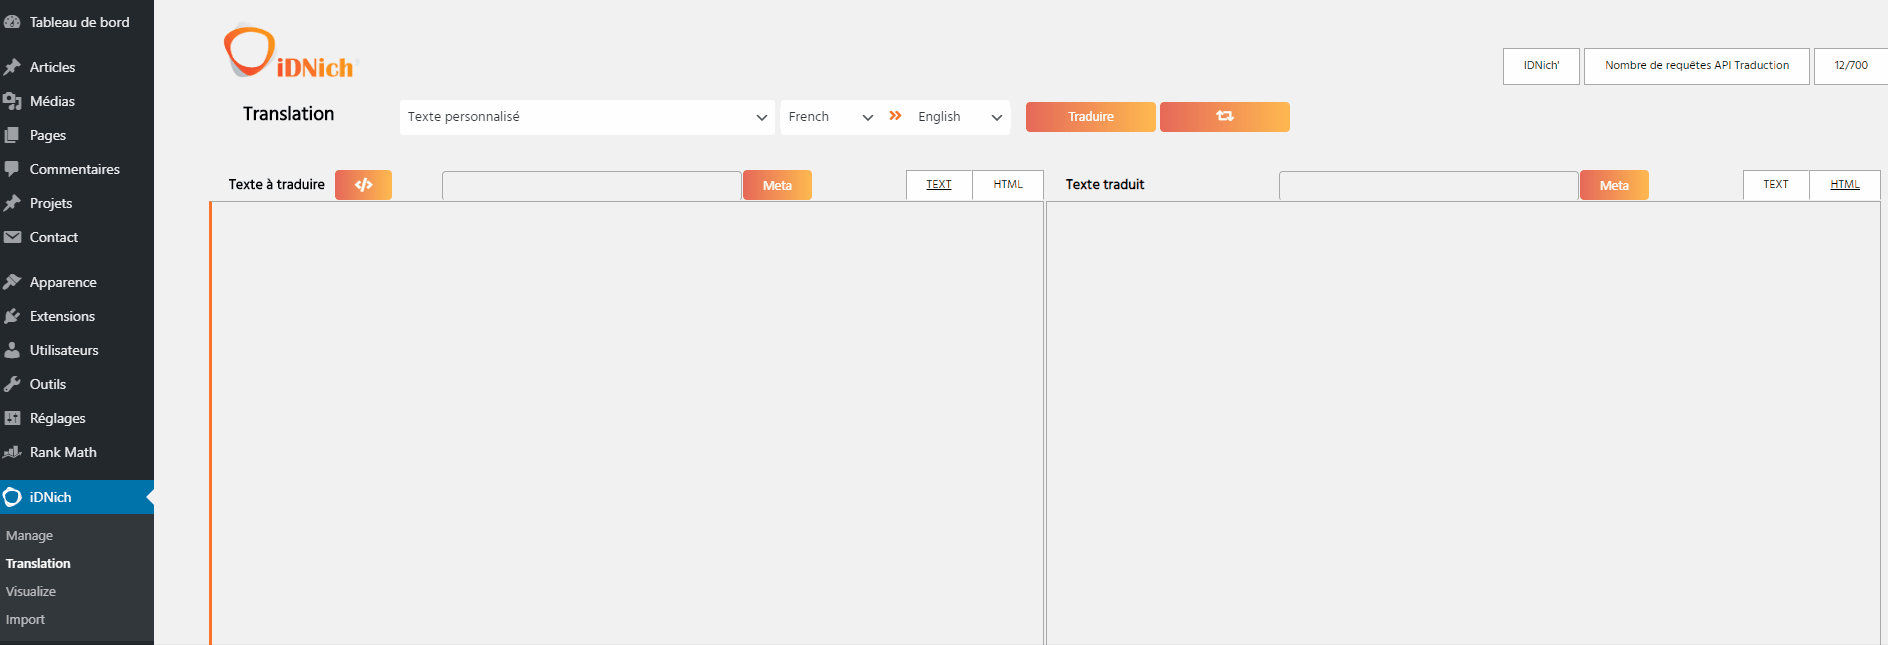 Tableau de bord
Articles
Médias
Pages
Commentaires
Projets
Contact
Apparence
Extensions
Utilisateurs
Outils
Réglages
Rank Math
iDNich
Manage
Translation
Visualize
Import
iDNich
IDNich' Nombre de requêtes API Traduction 12/700
Translation Texte personnalisé French English Traduire
Texte à traduire </> Meta TEXT HTML
Texte traduit Meta TEXT HTML